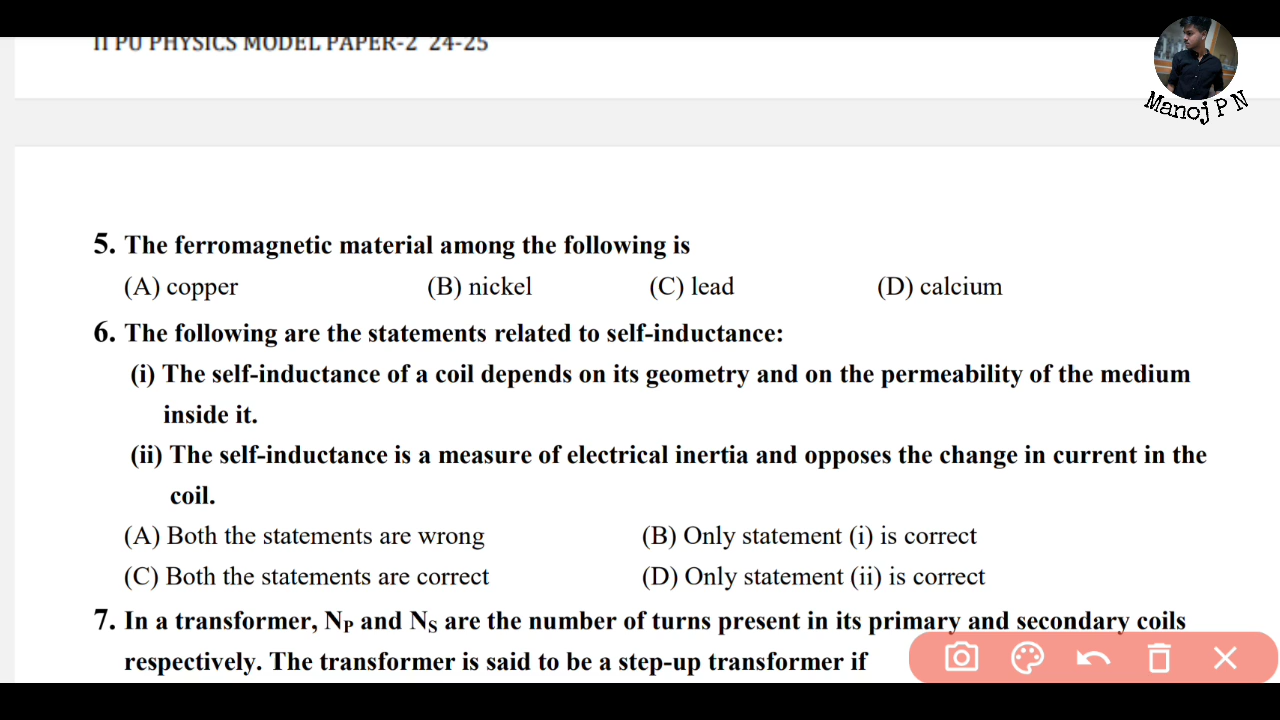 II PU PHYSICS MODEL PAPER-2 24-25
Manoj P N
5. The ferromagnetic material among the following is
(A) copper (B) nickel (C) lead (D) calcium
6. The following are the statements related to self-inductance:
(i) The self-inductance of a coil depends on its geometry and on the permeability of the medium
inside it.
(ii) The self-inductance is a measure of electrical inertia and opposes the change in current in the
coil.
(A) Both the statements are wrong (B) Only statement (i) is correct
(C) Both the statements are correct (D) Only statement (ii) is correct
7. In a transformer, NP and NS are the number of turns present in its primary and secondary coils
respectively. The transformer is said to be a step-up transformer if